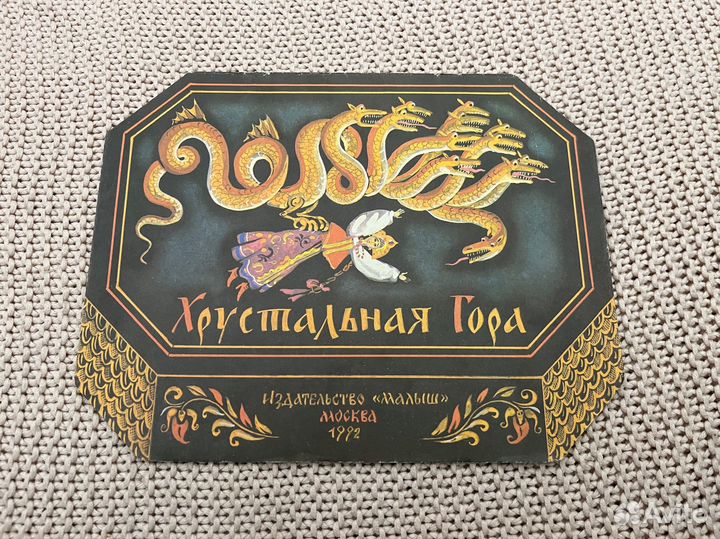 Хрустальная Гора
Издательство «Малыш»
Москва
1992
Avito